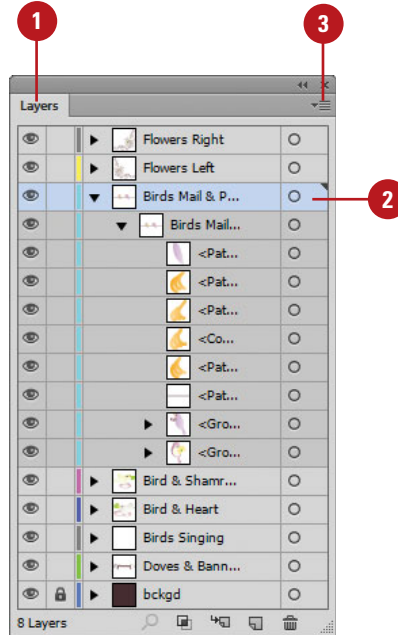 1
3
Layers
Flowers Right
Flowers Left
Birds Mail & P...
2
Birds Mail...
<Pat...
<Pat...
<Pat...
<Co...
<Pat...
<Pat...
<Gro...
<Gro...
Bird & Shamr...
Bird & Heart
Birds Singing
Doves & Bann...
bckgd
8 Layers